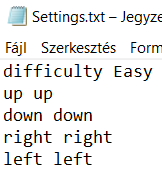 Settings.txt – Jegyze
Fájl Szerkesztés Form
difficulty Easy
up up
down down
right right
left left